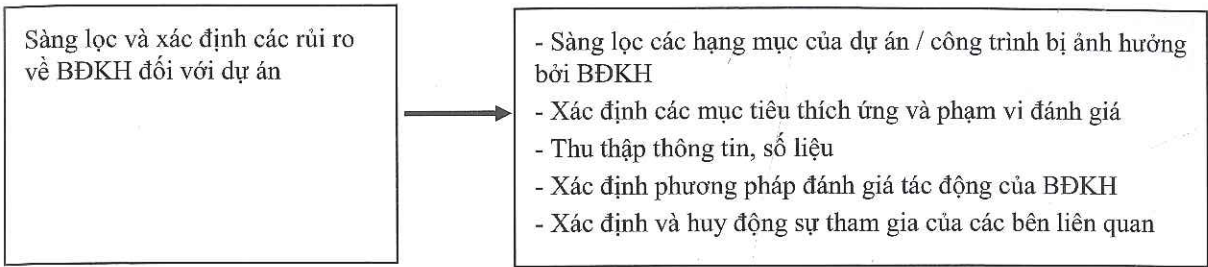 Sàng lọc và xác định các rủi ro
về BĐKH đối với dự án
- Sàng lọc các hạng mục của dự án / công trình bị ảnh hưởng
bởi BĐKH
- Xác định các mục tiêu thích ứng và phạm vi đánh giá
- Thu thập thông tin, số liệu
- Xác định phương pháp đánh giá tác động của BĐKH
- Xác định và huy động sự tham gia của các bên liên quan